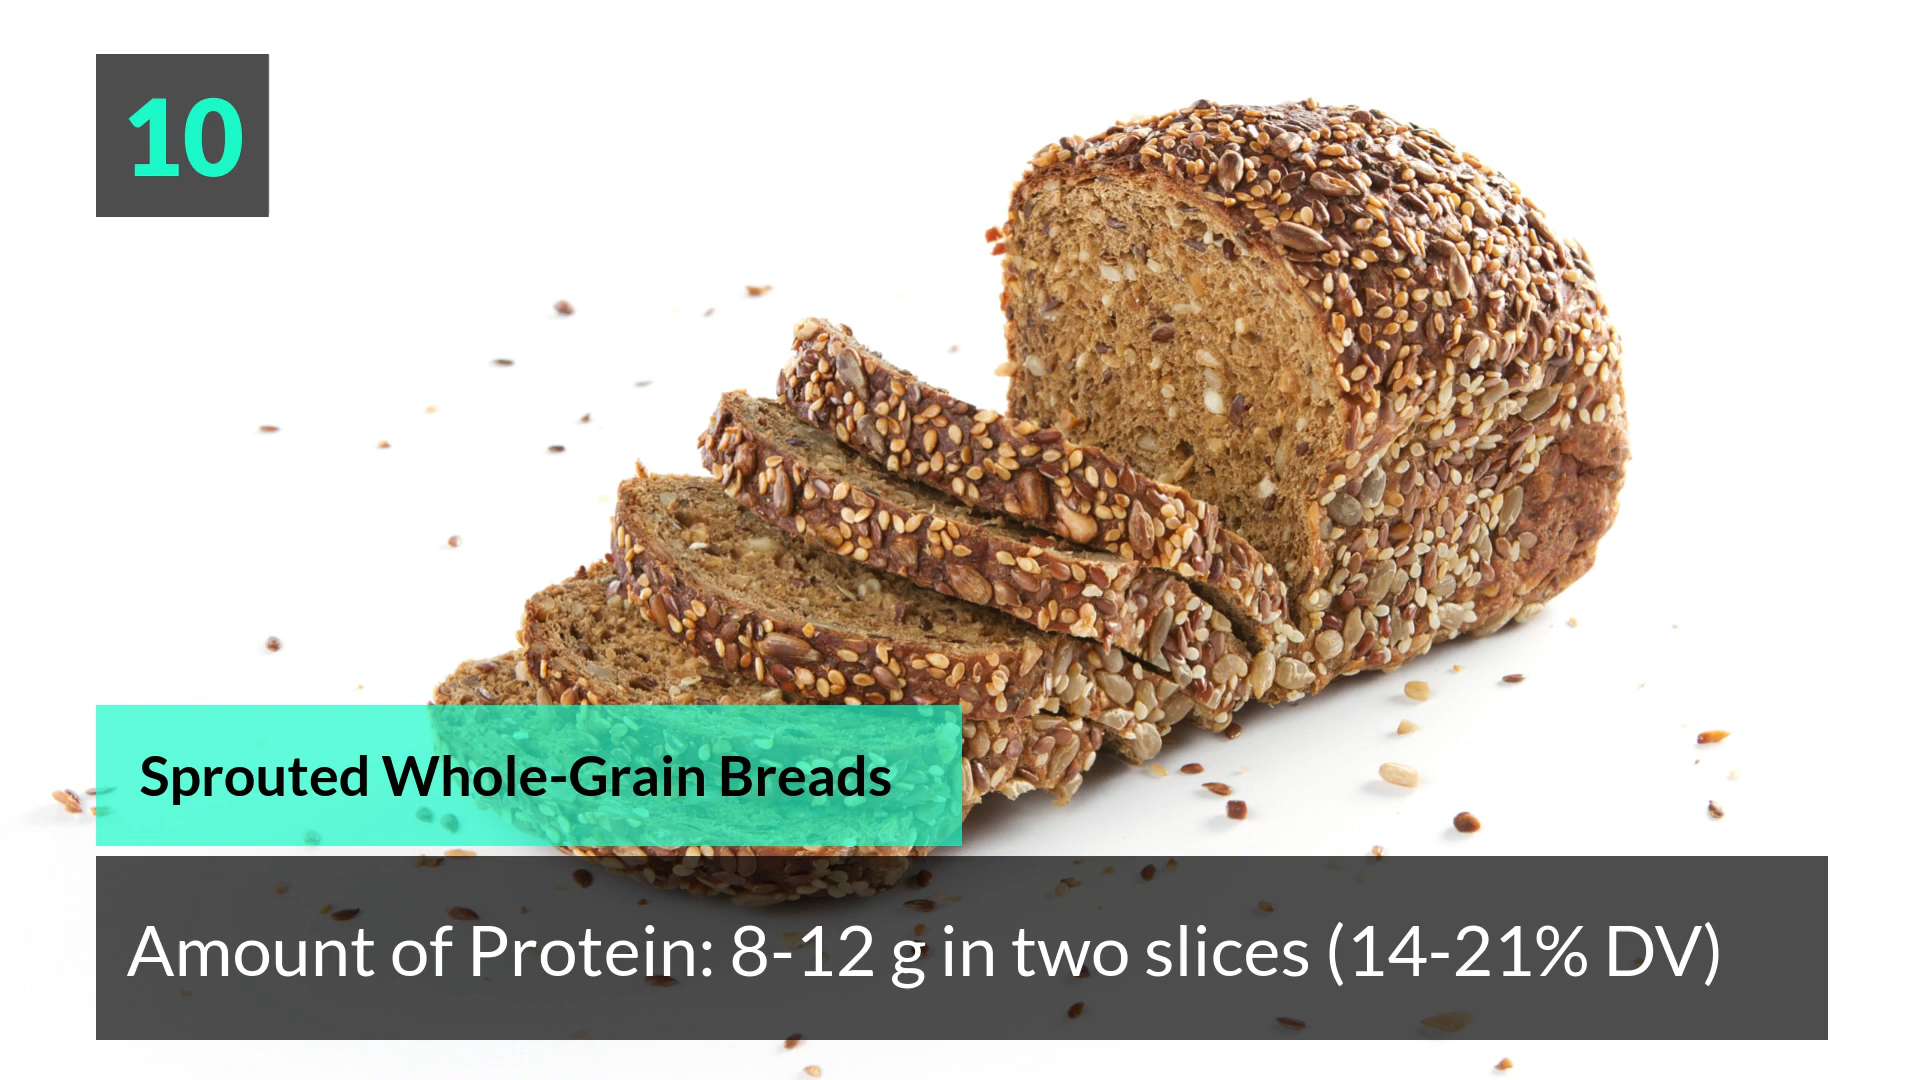 10
Sprouted Whole-Grain Breads
Amount of Protein: 8-12 g in two slices (14-21% DV)